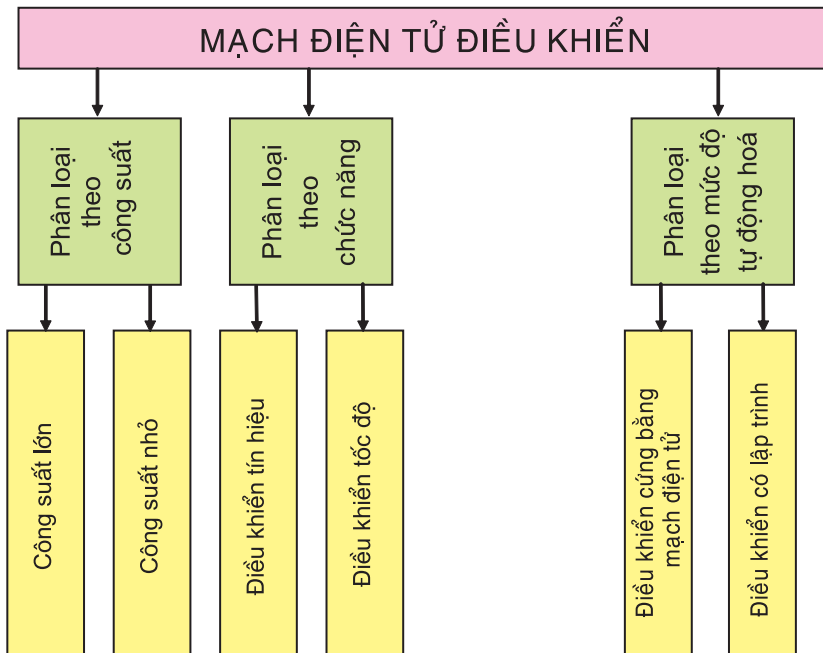 MẠCH ĐIỆN TỬ ĐIỀU KHIỂN
Phân loại
theo
công suất
Phân loại
theo
chức năng
Phân loại
theo mức độ
tự động hoá
Công suất lớn
Công suất nhỏ
Điều khiển tín hiệu
Điều khiển tốc độ
Điều khiển cứng bằng
mạch điện tử
Điều khiển có lập trình